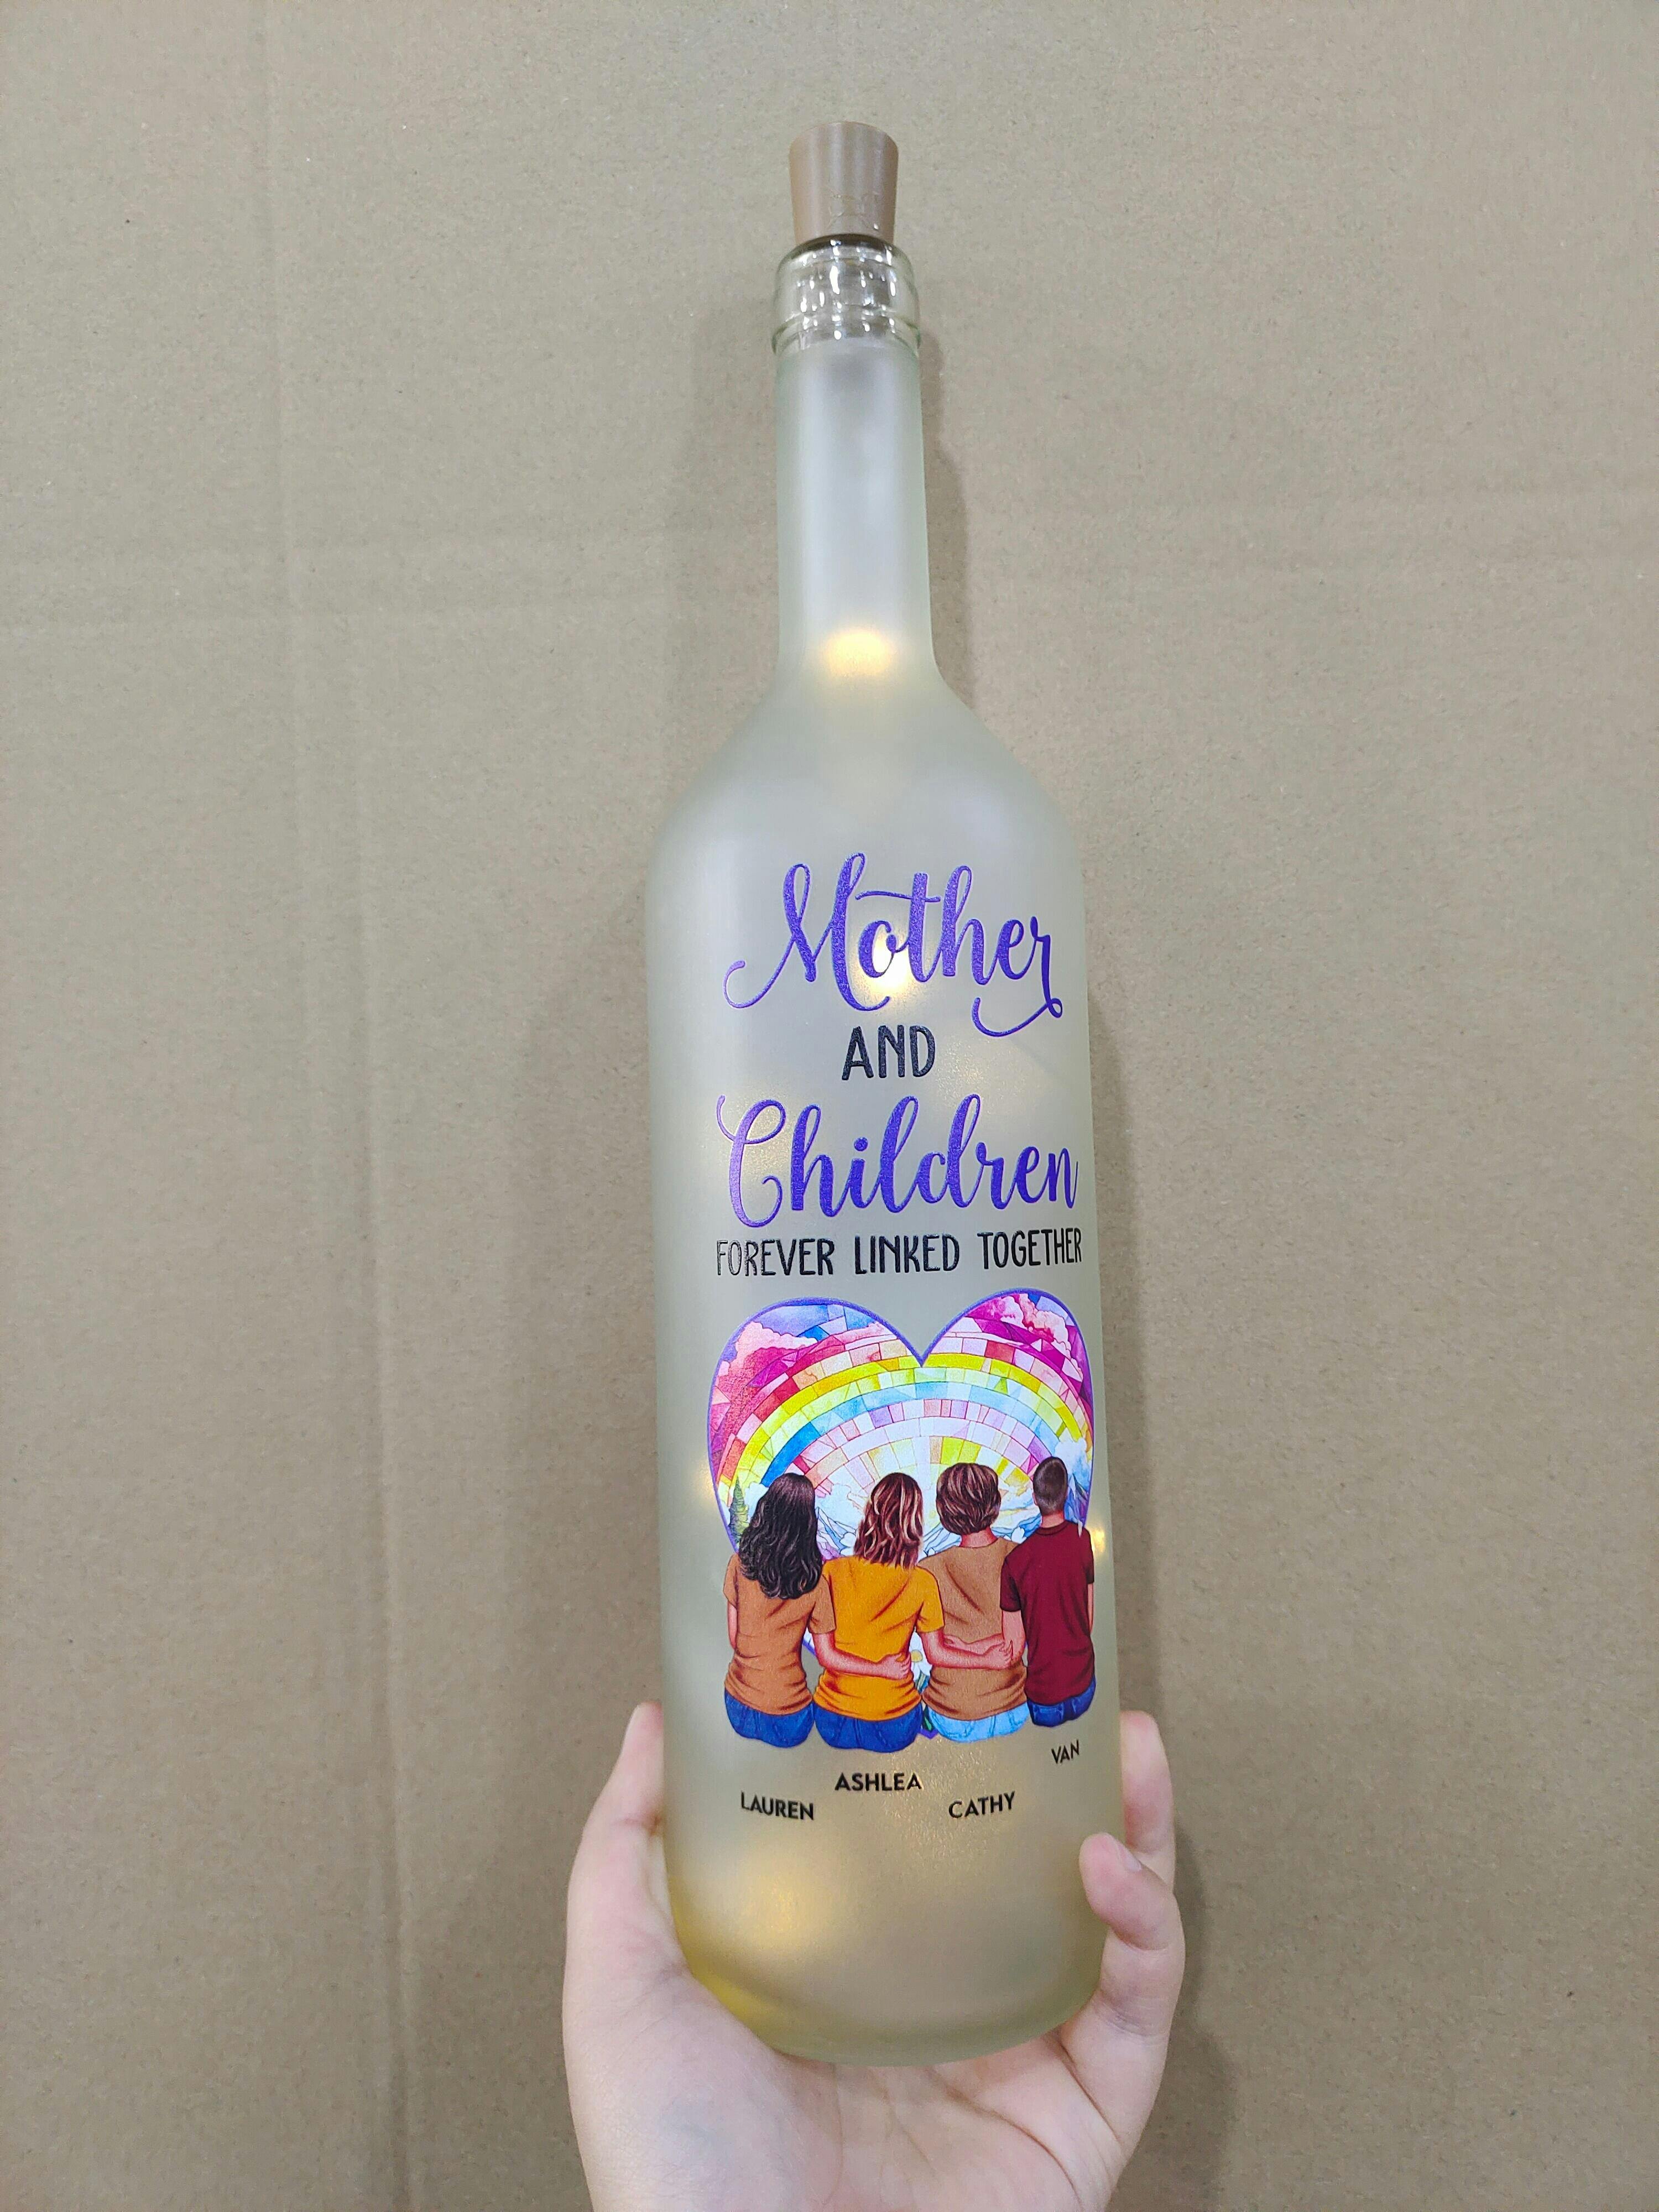 Mother
AND
Children
FOREVER LINKED TOGETHER
LAUREN ASHLEA CATHY VAN